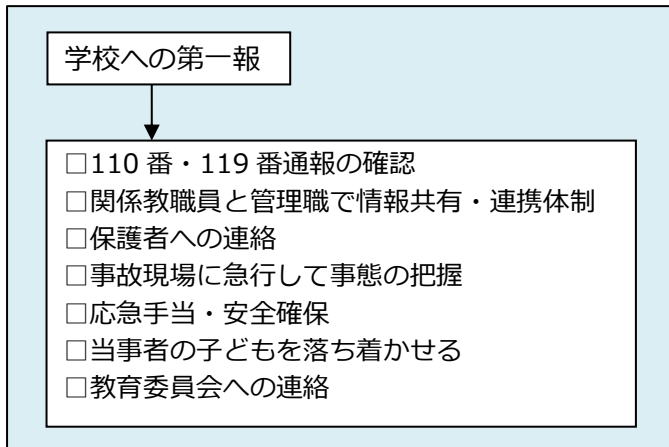 学校への第一報
□110 番・119 番通報の確認
□関係教職員と管理職で情報共有・連携体制
□保護者への連絡
□事故現場に急行して事態の把握
□応急手当・安全確保
□当事者の子どもを落ち着かせる
□教育委員会への連絡